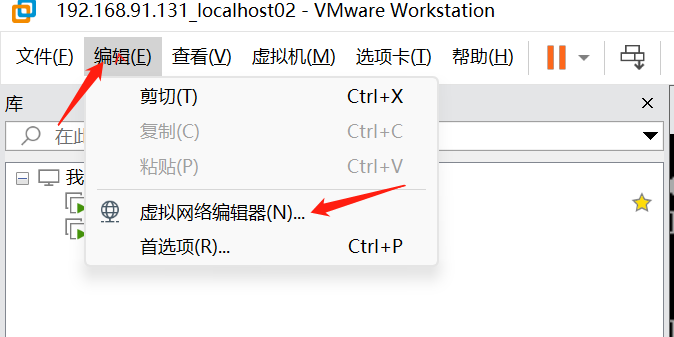 192.168.91.131_localhost02 - VMware Workstation
文件(F) 编辑(E) 查看(V) 虚拟机(M) 选项卡(T) 帮助(H)
库
剪切(T) Ctrl+X
在此
复制(C) Ctrl+C
粘贴(P) Ctrl+V
我
虚拟网络编辑器(N)...
首选项(R)... Ctrl+P